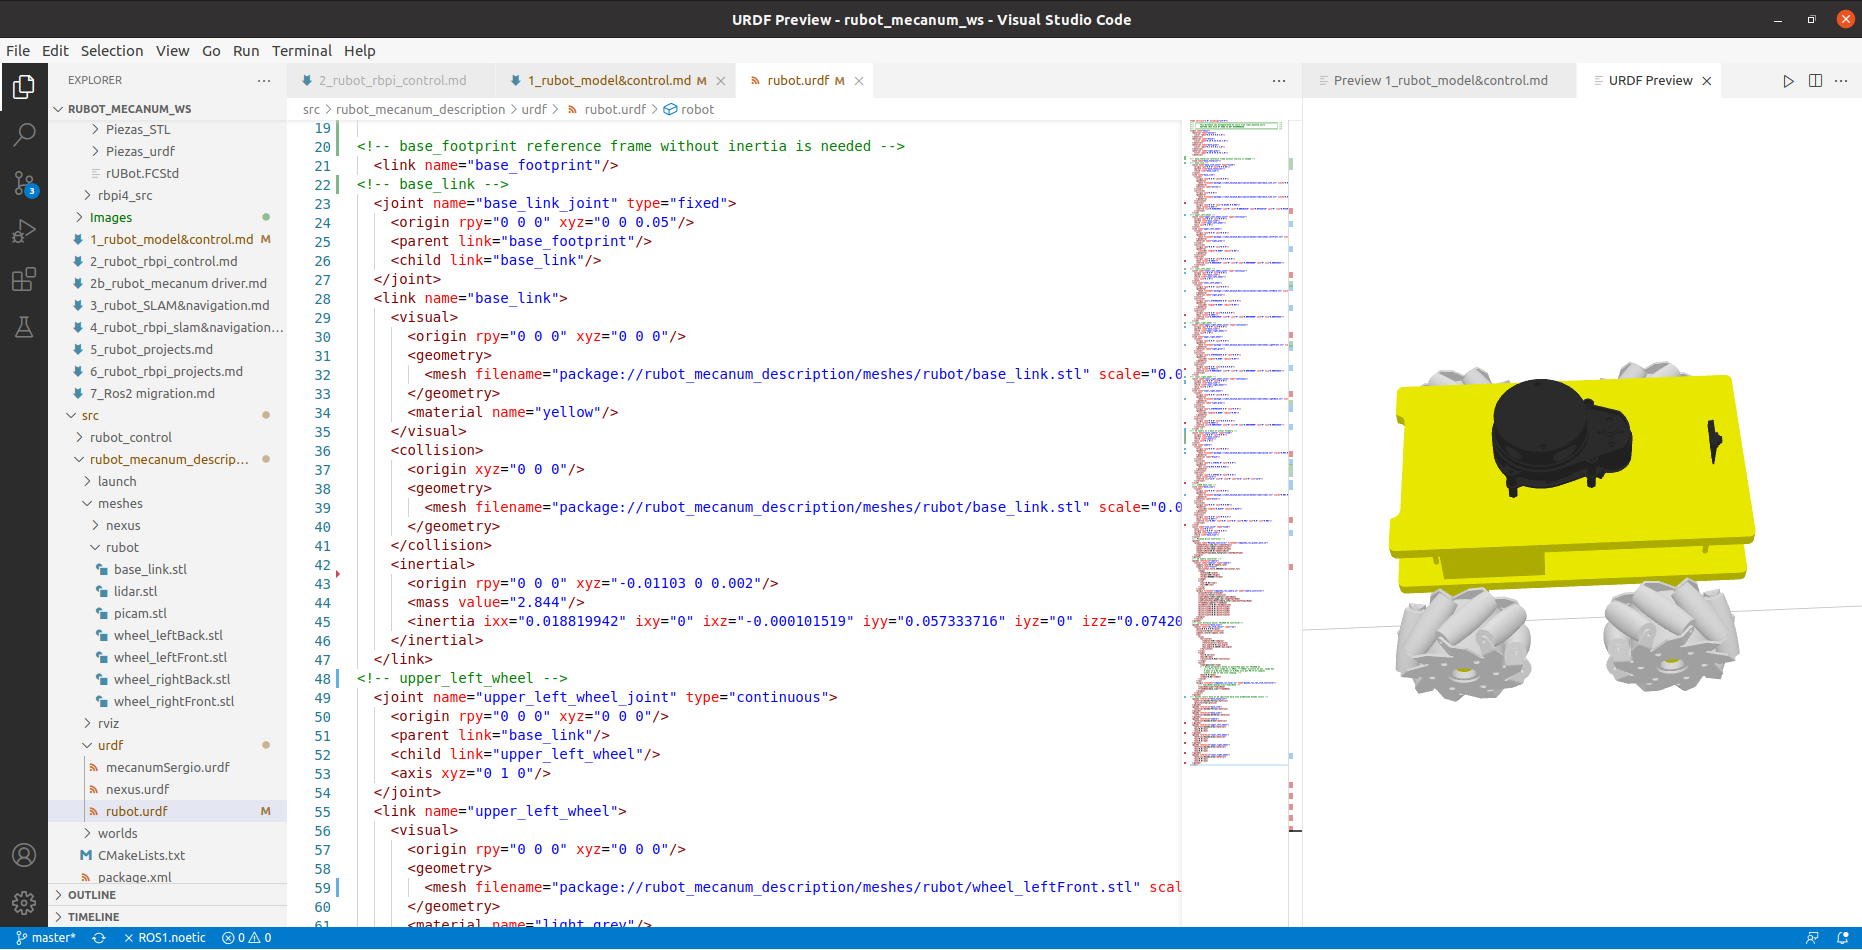 URDF Preview - rubot_mecanum_ws - Visual Studio Code
File Edit Selection View Go Run Terminal Help
EXPLORER
RUBOT_MECANUM_WS
Piezas_STL
Piezas_urdf
rUBot.FCStd
rbpi4_src
Images
1_rubot_model&control.md M
2_rubot_rbpi_control.md
2b_rubot_mecanum driver.md
3_rubot_SLAM&navigation.md
4_rubot_rbpi_slam&navigation...
5_rubot_projects.md
6_rubot_rbpi_projects.md
7_Ros2 migration.md
src
rubot_control
rubot_mecanum_descrip...
launch
meshes
nexus
rubot
base_link.stl
lidar.stl
picam.stl
wheel_leftBack.stl
wheel_leftFront.stl
wheel_rightBack.stl
wheel_rightFront.stl
rviz
urdf
mecanumSergio.urdf
nexus.urdf
rubot.urdf M
worlds
CMakeLists.txt
package.xml
OUTLINE
TIMELINE
3
2_rubot_rbpi_control.md
1_rubot_model&control.md M
rubot.urdf M
src > rubot_mecanum_description > urdf > rubot.urdf > robot
19
20 <!-- base_footprint reference frame without inertia is needed -->
21 <link name="base_footprint"/>
22 <!-- base_link -->
23 <joint name="base_link_joint" type="fixed">
24 <origin rpy="0 0 0" xyz="0 0 0.05"/>
25 <parent link="base_footprint"/>
26 <child link="base_link"/>
27 </joint>
28 <link name="base_link">
29 <visual>
30 <origin rpy="0 0 0" xyz="0 0 0"/>
31 <geometry>
32 <mesh filename="package://rubot_mecanum_description/meshes/rubot/base_link.stl" scale="0.0
33 </geometry>
34 <material name="yellow"/>
35 </visual>
36 <collision>
37 <origin xyz="0 0 0"/>
38 <geometry>
39 <mesh filename="package://rubot_mecanum_description/meshes/rubot/base_link.stl" scale="0.0
40 </geometry>
41 </collision>
42 <inertial>
43 <origin rpy="0 0 0" xyz="-0.01103 0 0.002"/>
44 <mass value="2.844"/>
45 <inertia ixx="0.018819942" ixy="0" ixz="-0.000101519" iyy="0.057333716" iyz="0" izz="0.07420
46 </inertial>
47 </link>
48 <!-- upper_left_wheel -->
49 <joint name="upper_left_wheel_joint" type="continuous">
50 <origin rpy="0 0 0" xyz="0 0 0"/>
51 <parent link="base_link"/>
52 <child link="upper_left_wheel"/>
53 <axis xyz="0 1 0"/>
54 </joint>
55 <link name="upper_left_wheel">
56 <visual>
57 <origin rpy="0 0 0" xyz="0 0 0"/>
58 <geometry>
59 <mesh filename="package://rubot_mecanum_description/meshes/rubot/wheel_leftFront.stl" scal
60 </geometry>
61 <material name="light_grey"/>
Preview 1_rubot_model&control.md
URDF Preview
master* ROS1.noetic 0 0